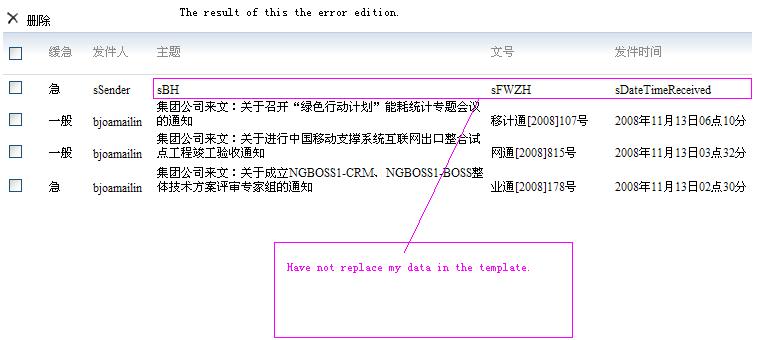 The result of this the error edition.
删除
缓急 发件人 主题 文号 发件时间
急 sSender sBH sFWZH sDateTimeReceived
集团公司来文：关于召开“绿色行动计划”能耗统计专题会议
一般 bjoamailin 的通知 移计通[2008]107号 2008年11月13日06点10分
集团公司来文：关于进行中国移动支撑系统互联网出口整合试
一般 bjoamailin 点工程竣工验收通知 网通[2008]815号 2008年11月13日03点32分
集团公司来文：关于成立NGBOSS1-CRM、NGBOSS1-BOSS整
急 bjoamailin 体技术方案评审专家组的通知 业通[2008]178号 2008年11月13日02点30分
Have not replace my data in the template.